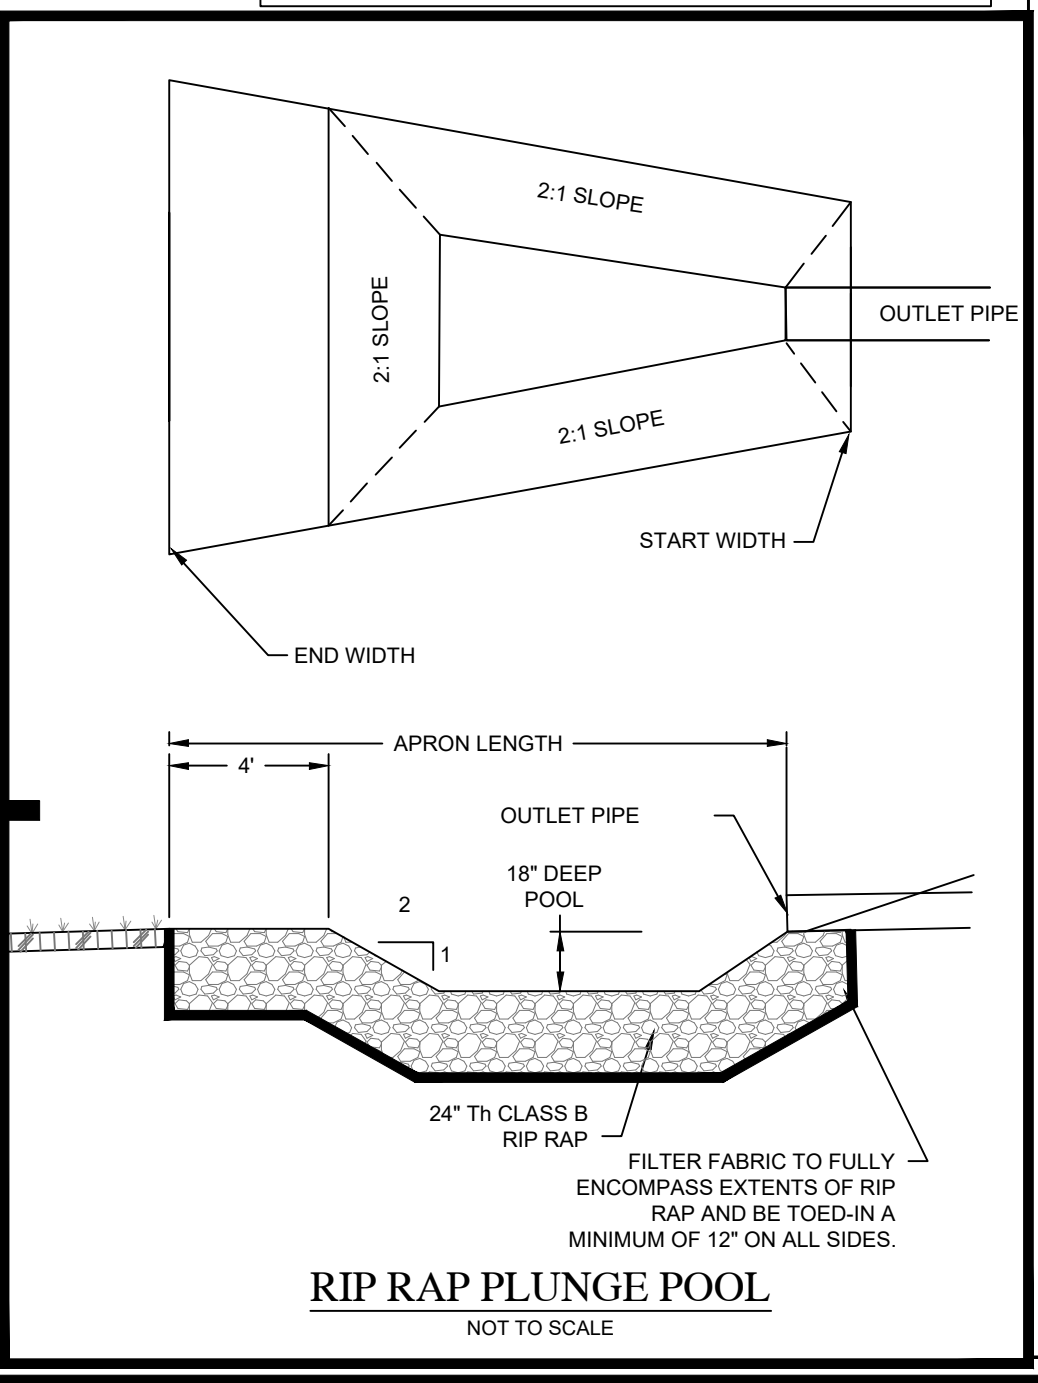 2:1 SLOPE
2:1 SLOPE
OUTLET PIPE
2:1 SLOPE
START WIDTH
END WIDTH
APRON LENGTH
4'
OUTLET PIPE
18" DEEP
POOL
2
1
24" Th CLASS B
RIP RAP
FILTER FABRIC TO FULLY
ENCOMPASS EXTENTS OF RIP
RAP AND BE TOED-IN A
MINIMUM OF 12" ON ALL SIDES.
RIP RAP PLUNGE POOL
NOT TO SCALE